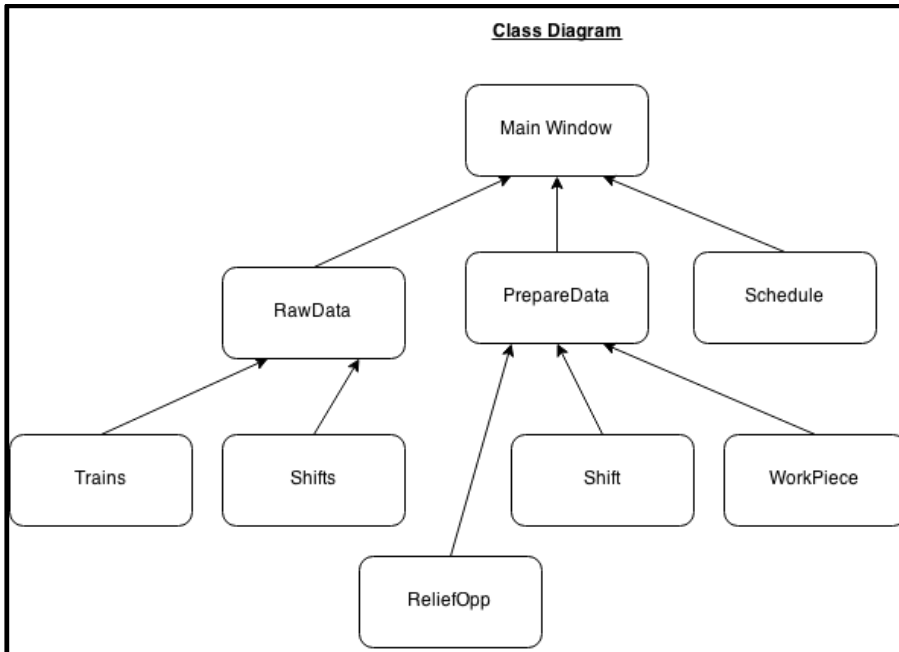 Class Diagram
Main Window
RawData
PrepareData
Schedule
Trains
Shifts
Shift
WorkPiece
ReliefOpp